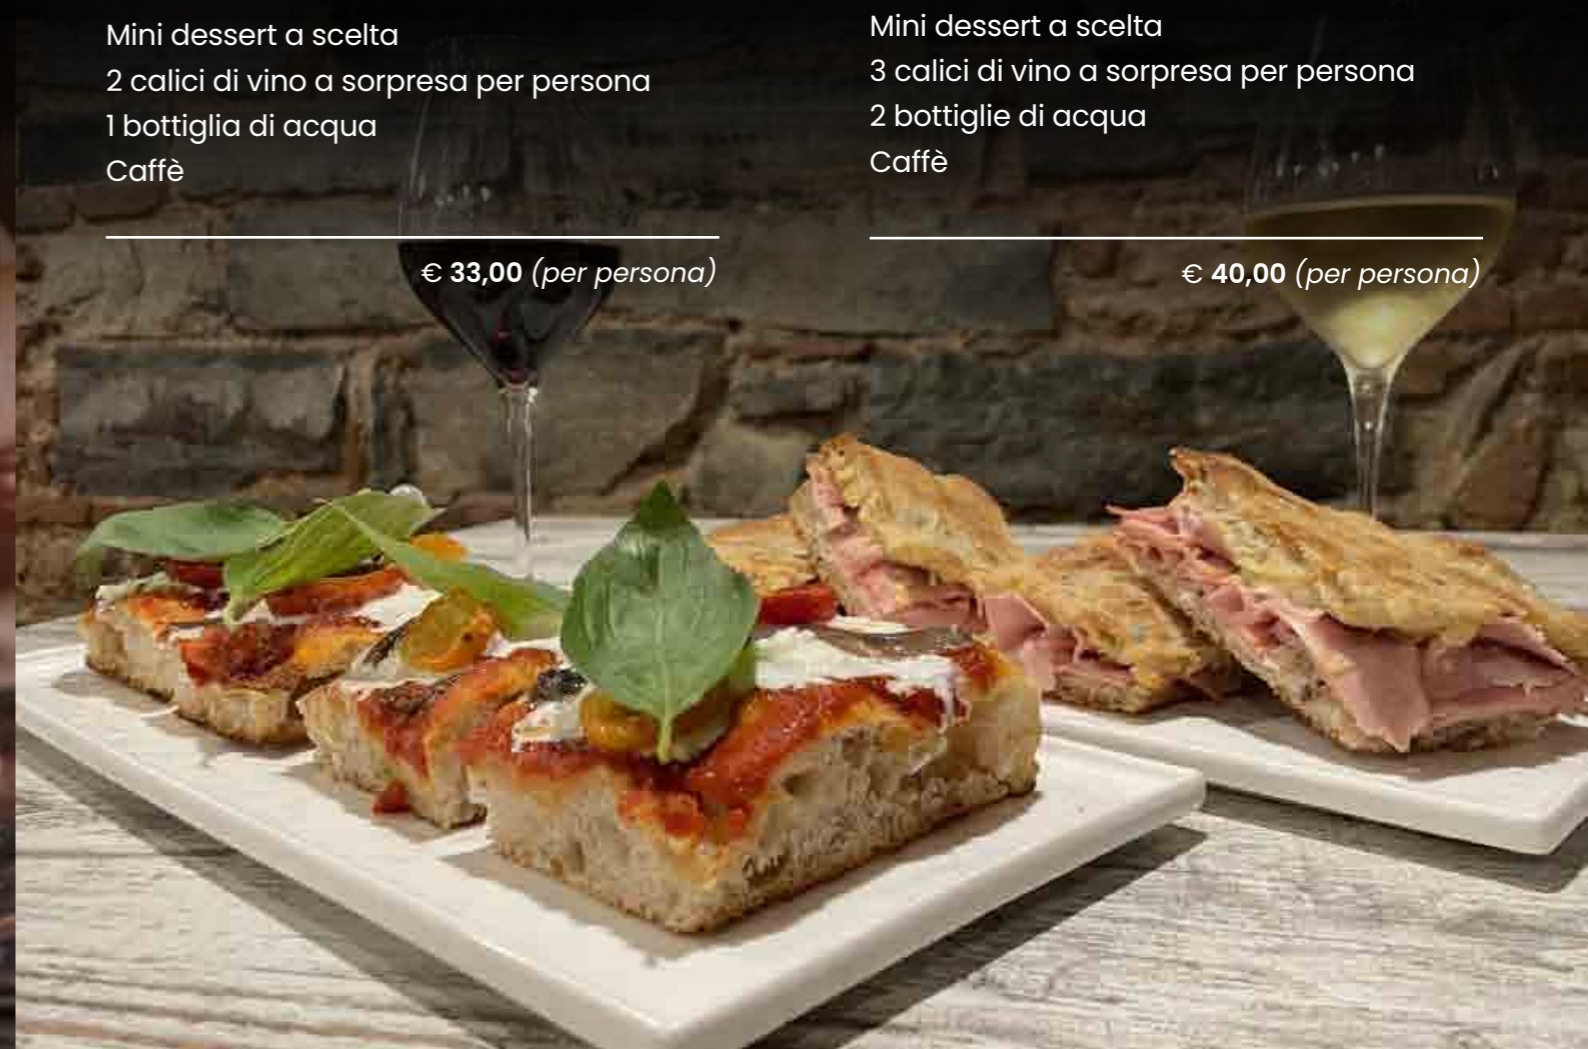 Mini dessert a scelta
2 calici di vino a sorpresa per persona
1 bottiglia di acqua
Caffè
€ 33,00 (per persona)
Mini dessert a scelta
3 calici di vino a sorpresa per persona
2 bottiglie di acqua
Caffè
€ 40,00 (per persona)